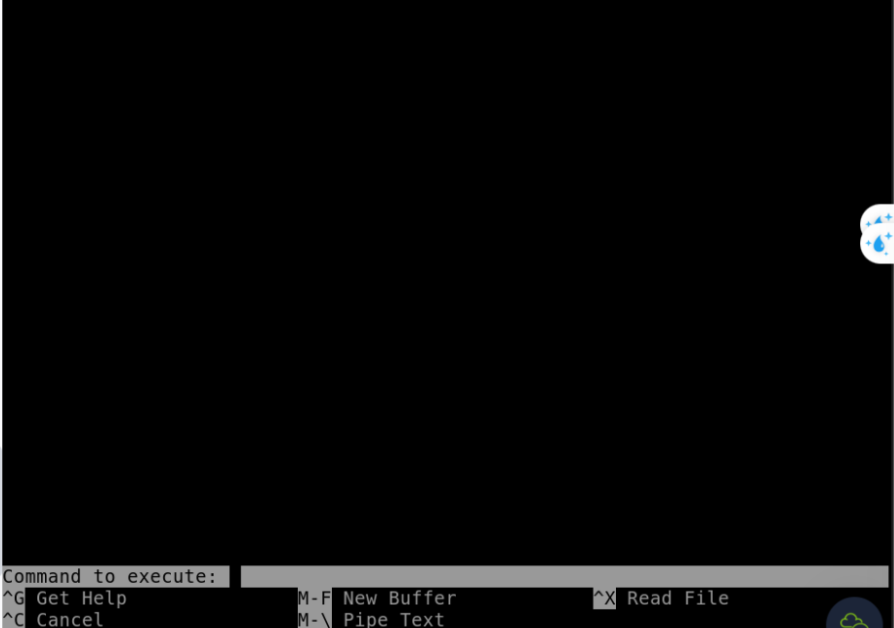 Command to execute:
^G Get Help M-F New Buffer ^X Read File
^C Cancel M-\ Pipe Text